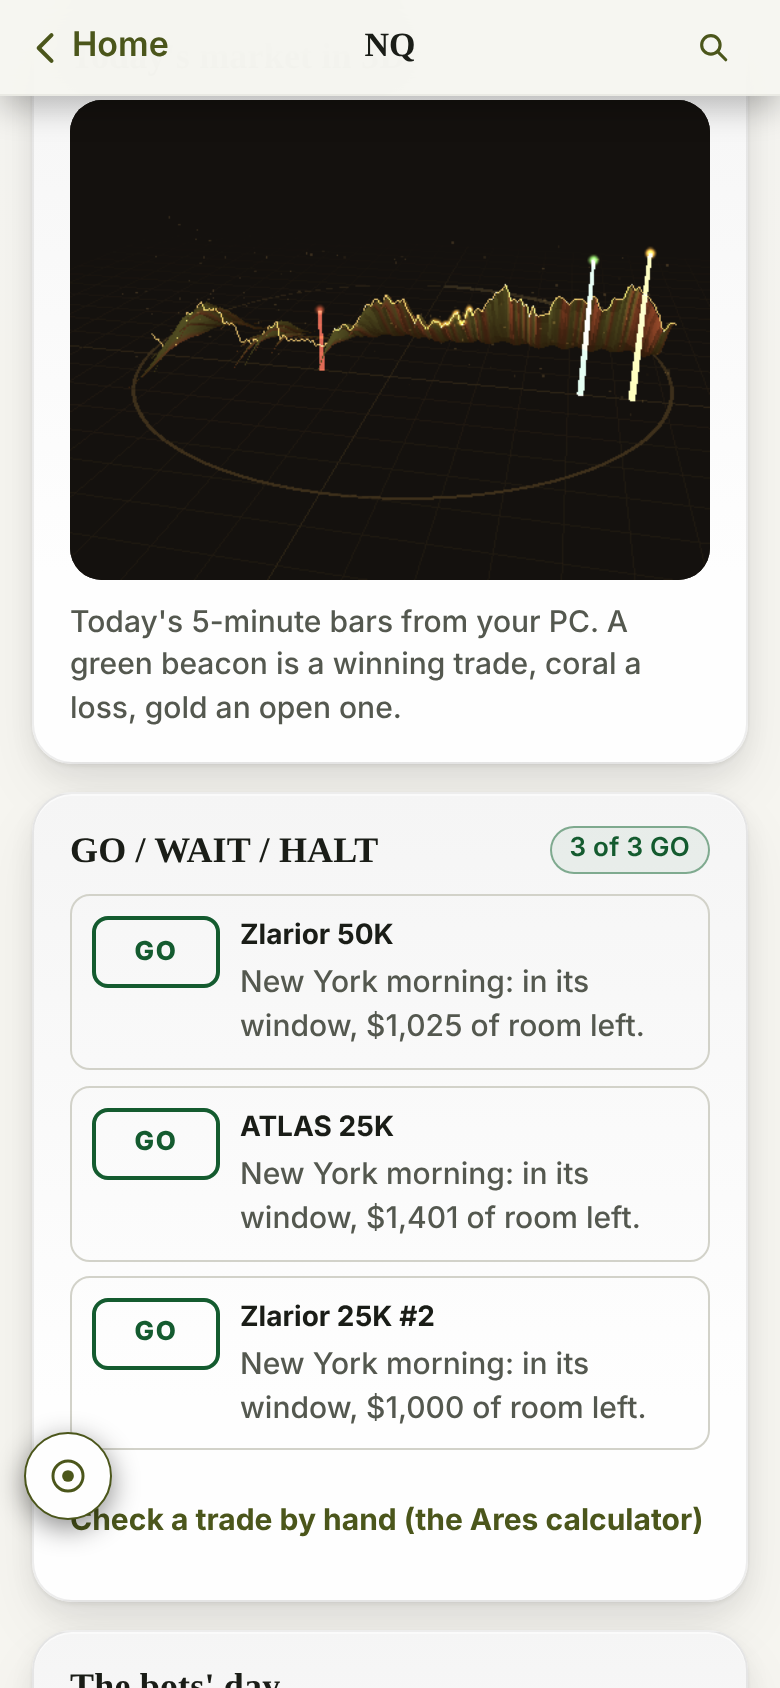 Home
NQ
Today's 5-minute bars from your PC. A
green beacon is a winning trade, coral a
loss, gold an open one.
GO / WAIT / HALT
3 of 3 GO
GO
Zlarior 50K
New York morning: in its
window, $1,025 of room left.
GO
ATLAS 25K
New York morning: in its
window, $1,401 of room left.
GO
Zlarior 25K #2
New York morning: in its
window, $1,000 of room left.
Check a trade by hand (the Ares calculator)
The bots' day